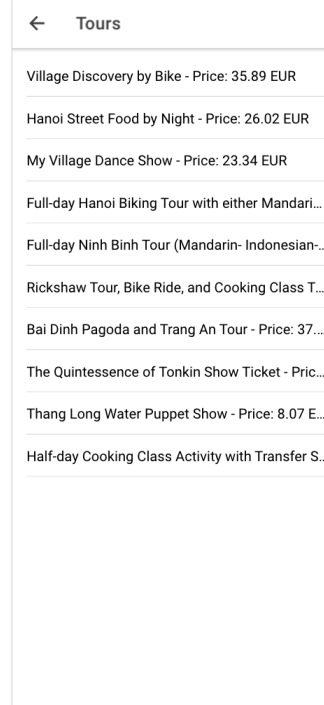 Tours
Village Discovery by Bike - Price: 35.89 EUR
Hanoi Street Food by Night - Price: 26.02 EUR
My Village Dance Show - Price: 23.34 EUR
Full-day Hanoi Biking Tour with either Mandari...
Full-day Ninh Binh Tour (Mandarin- Indonesian-...
Rickshaw Tour, Bike Ride, and Cooking Class T...
Bai Dinh Pagoda and Trang An Tour - Price: 37...
The Quintessence of Tonkin Show Ticket - Pric...
Thang Long Water Puppet Show - Price: 8.07 E...
Half-day Cooking Class Activity with Transfer S...